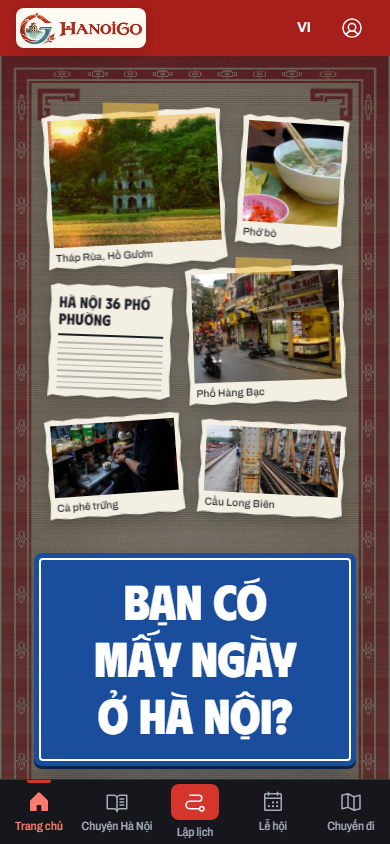 HANOIGO
VI
Tháp Rùa, Hồ Gươm
Phở bò
HÀ NỘI 36 PHỐ
PHƯỜNG
Phố Hàng Bạc
Cà phê trứng
Cầu Long Biên
BẠN CÓ
MẤY NGÀY
Ở HÀ NỘI?
Trang chủ
Chuyện Hà Nội
Lập lịch
Lễ hội
Chuyến đi